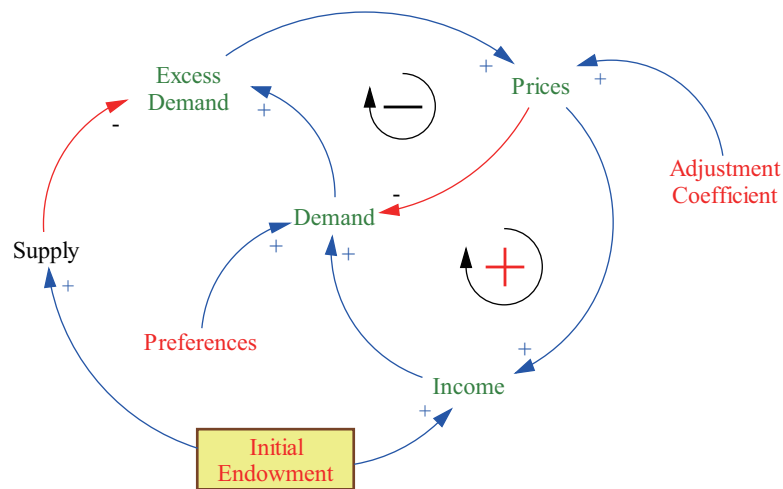 Excess
Demand
+
+
-
Prices
+
+
-
Adjustment
Coefficient
Demand
-
+
+
Supply
+
+
Preferences
+
Income
+
Initial
Endowment